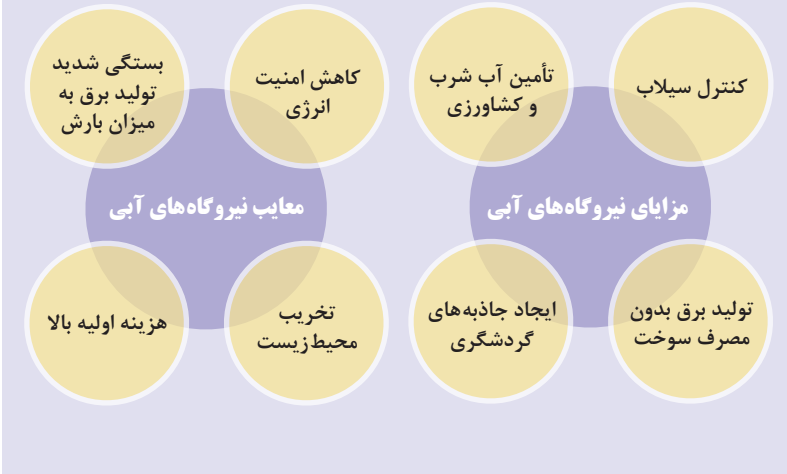 مزایای نیروگاه‌های آبی
کنترل سیلاب
تأمین آب شرب
و کشاورزی
تولید برق بدون
مصرف سوخت
ایجاد جاذبه‌های
گردشگری
معایب نیروگاه‌های آبی
کاهش امنیت
انرژی
بستگی شدید
تولید برق به
میزان بارش
تخریب
محیط‌زیست
هزینه اولیه بالا